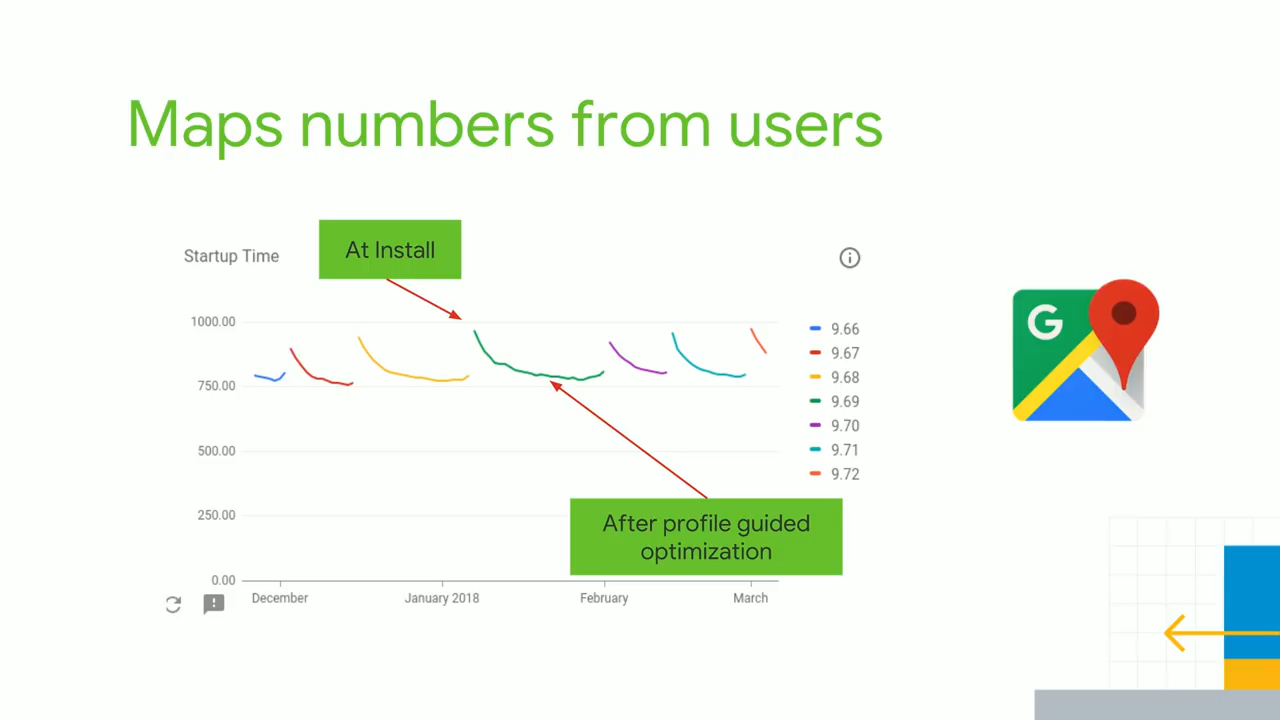 Maps numbers from users
Startup Time
At Install
1000.00
750.00
500.00
250.00
0.00
December
January 2018
February
March
9.66
9.67
9.68
9.69
9.70
9.71
9.72
After profile guided
optimization
G